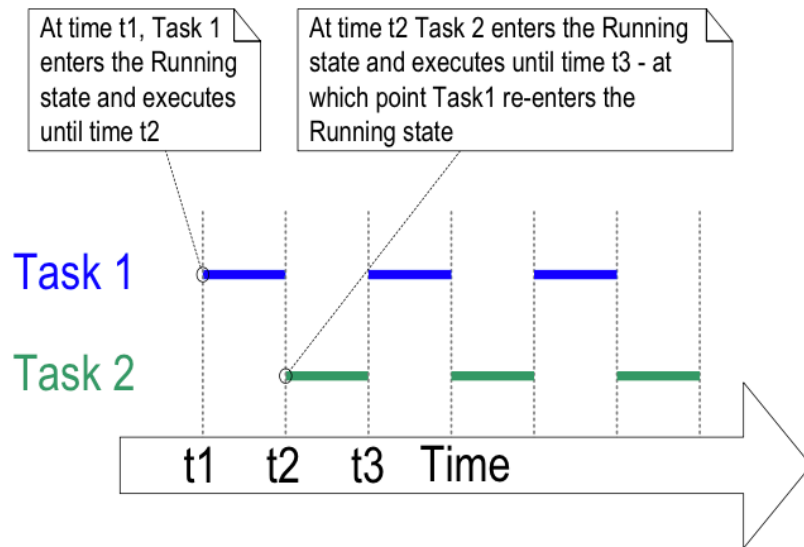 At time t1, Task 1
enters the Running
state and executes
until time t2
At time t2 Task 2 enters the Running
state and executes until time t3 - at
which point Task1 re-enters the
Running state
Task 1
Task 2
t1 t2 t3 Time